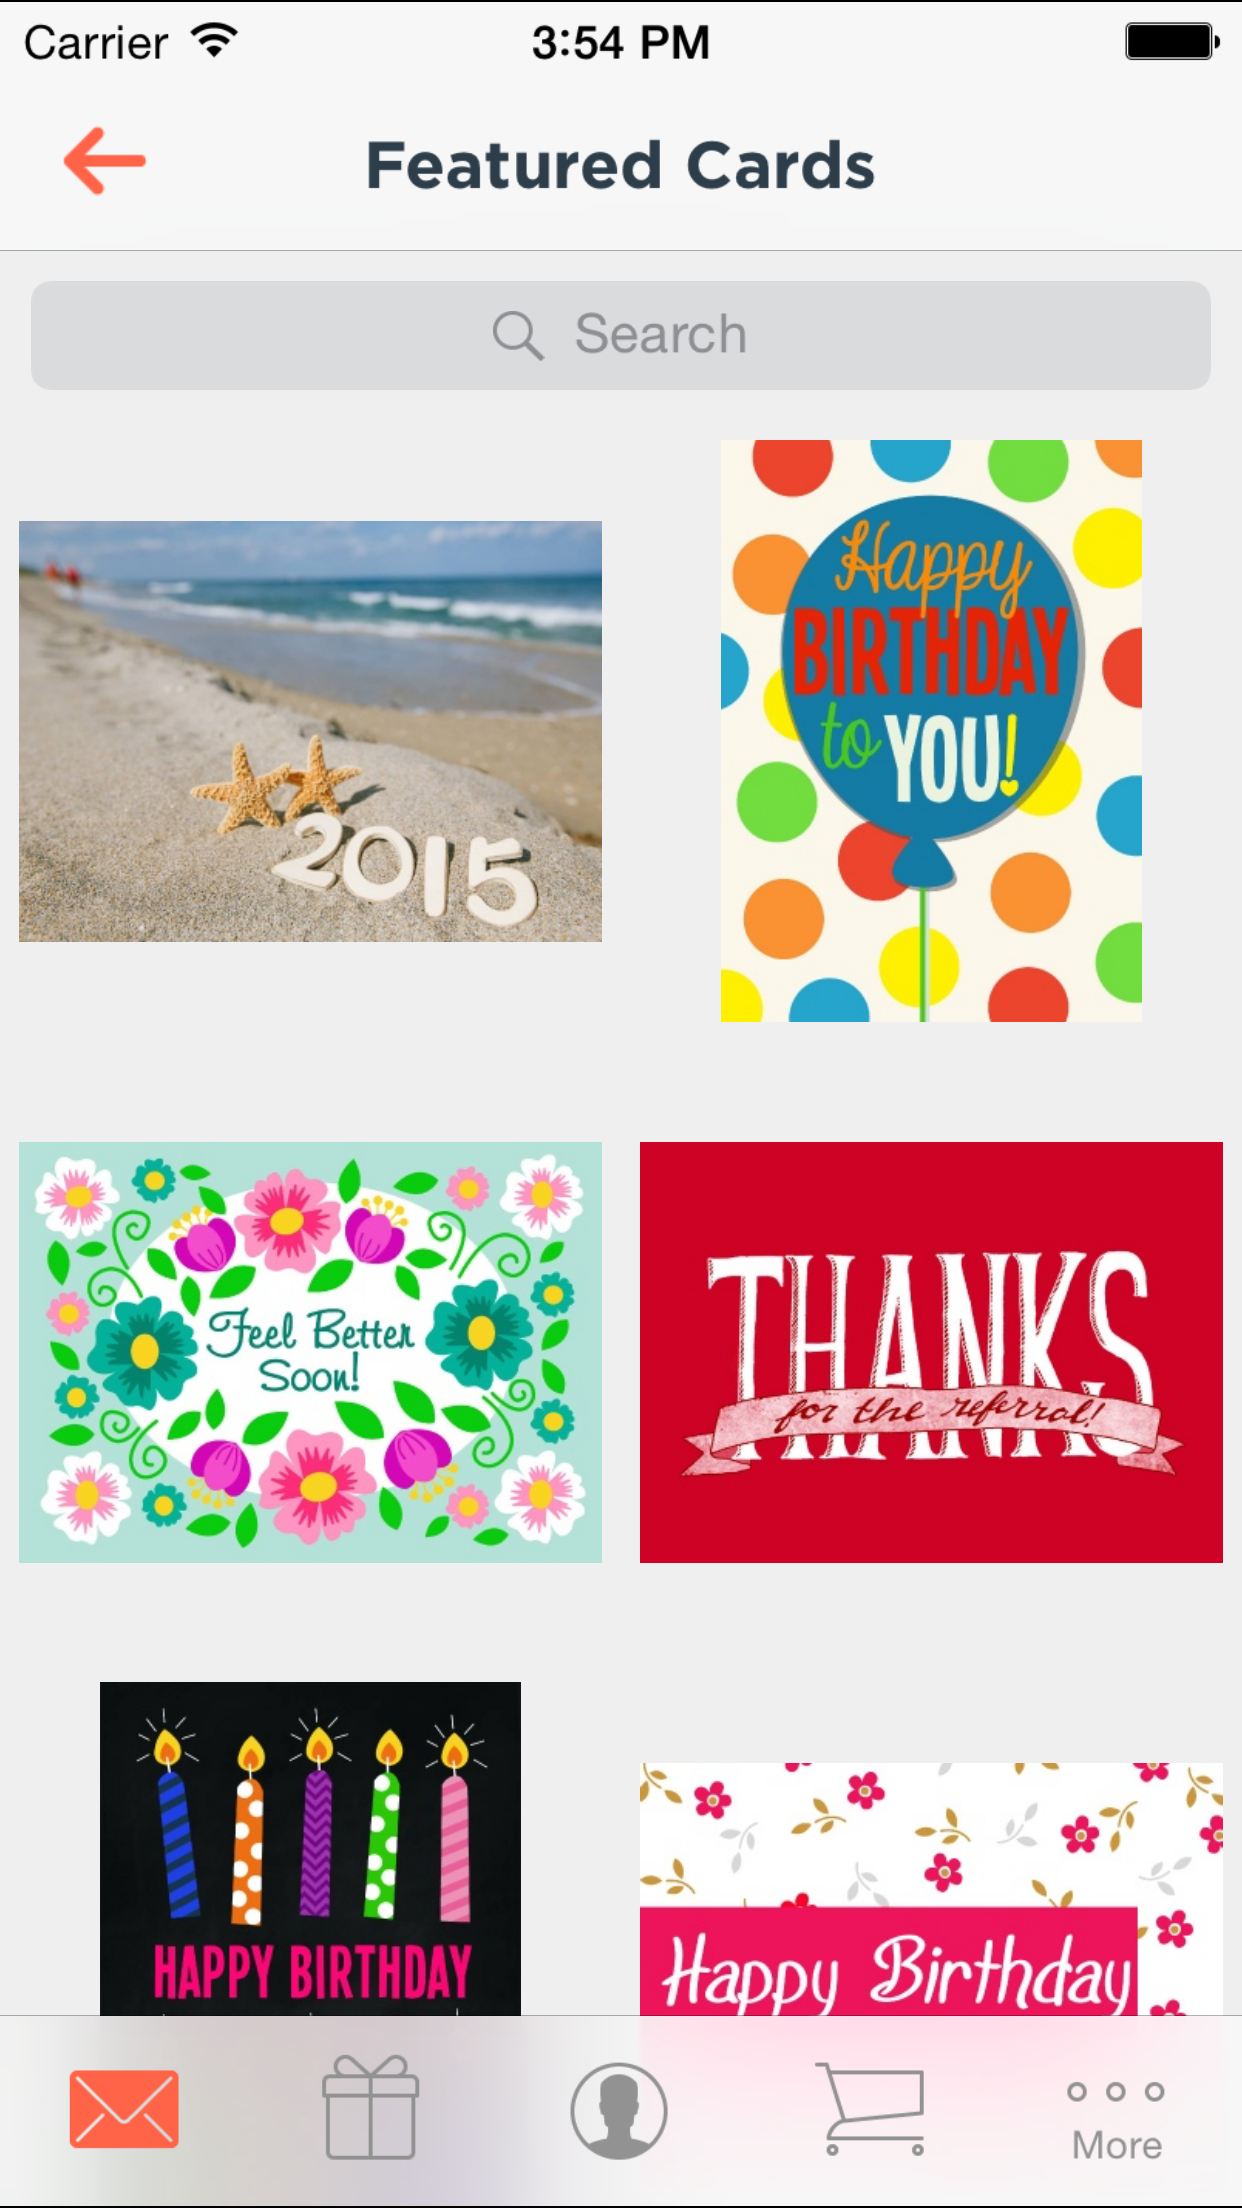 Carrier
3:54 PM
Featured Cards
Search
2015
Happy
BIRTHDAY
to YOU!
Feel Better
Soon!
THANKS
for the referral!
HAPPY BIRTHDAY
Happy Birthday
More